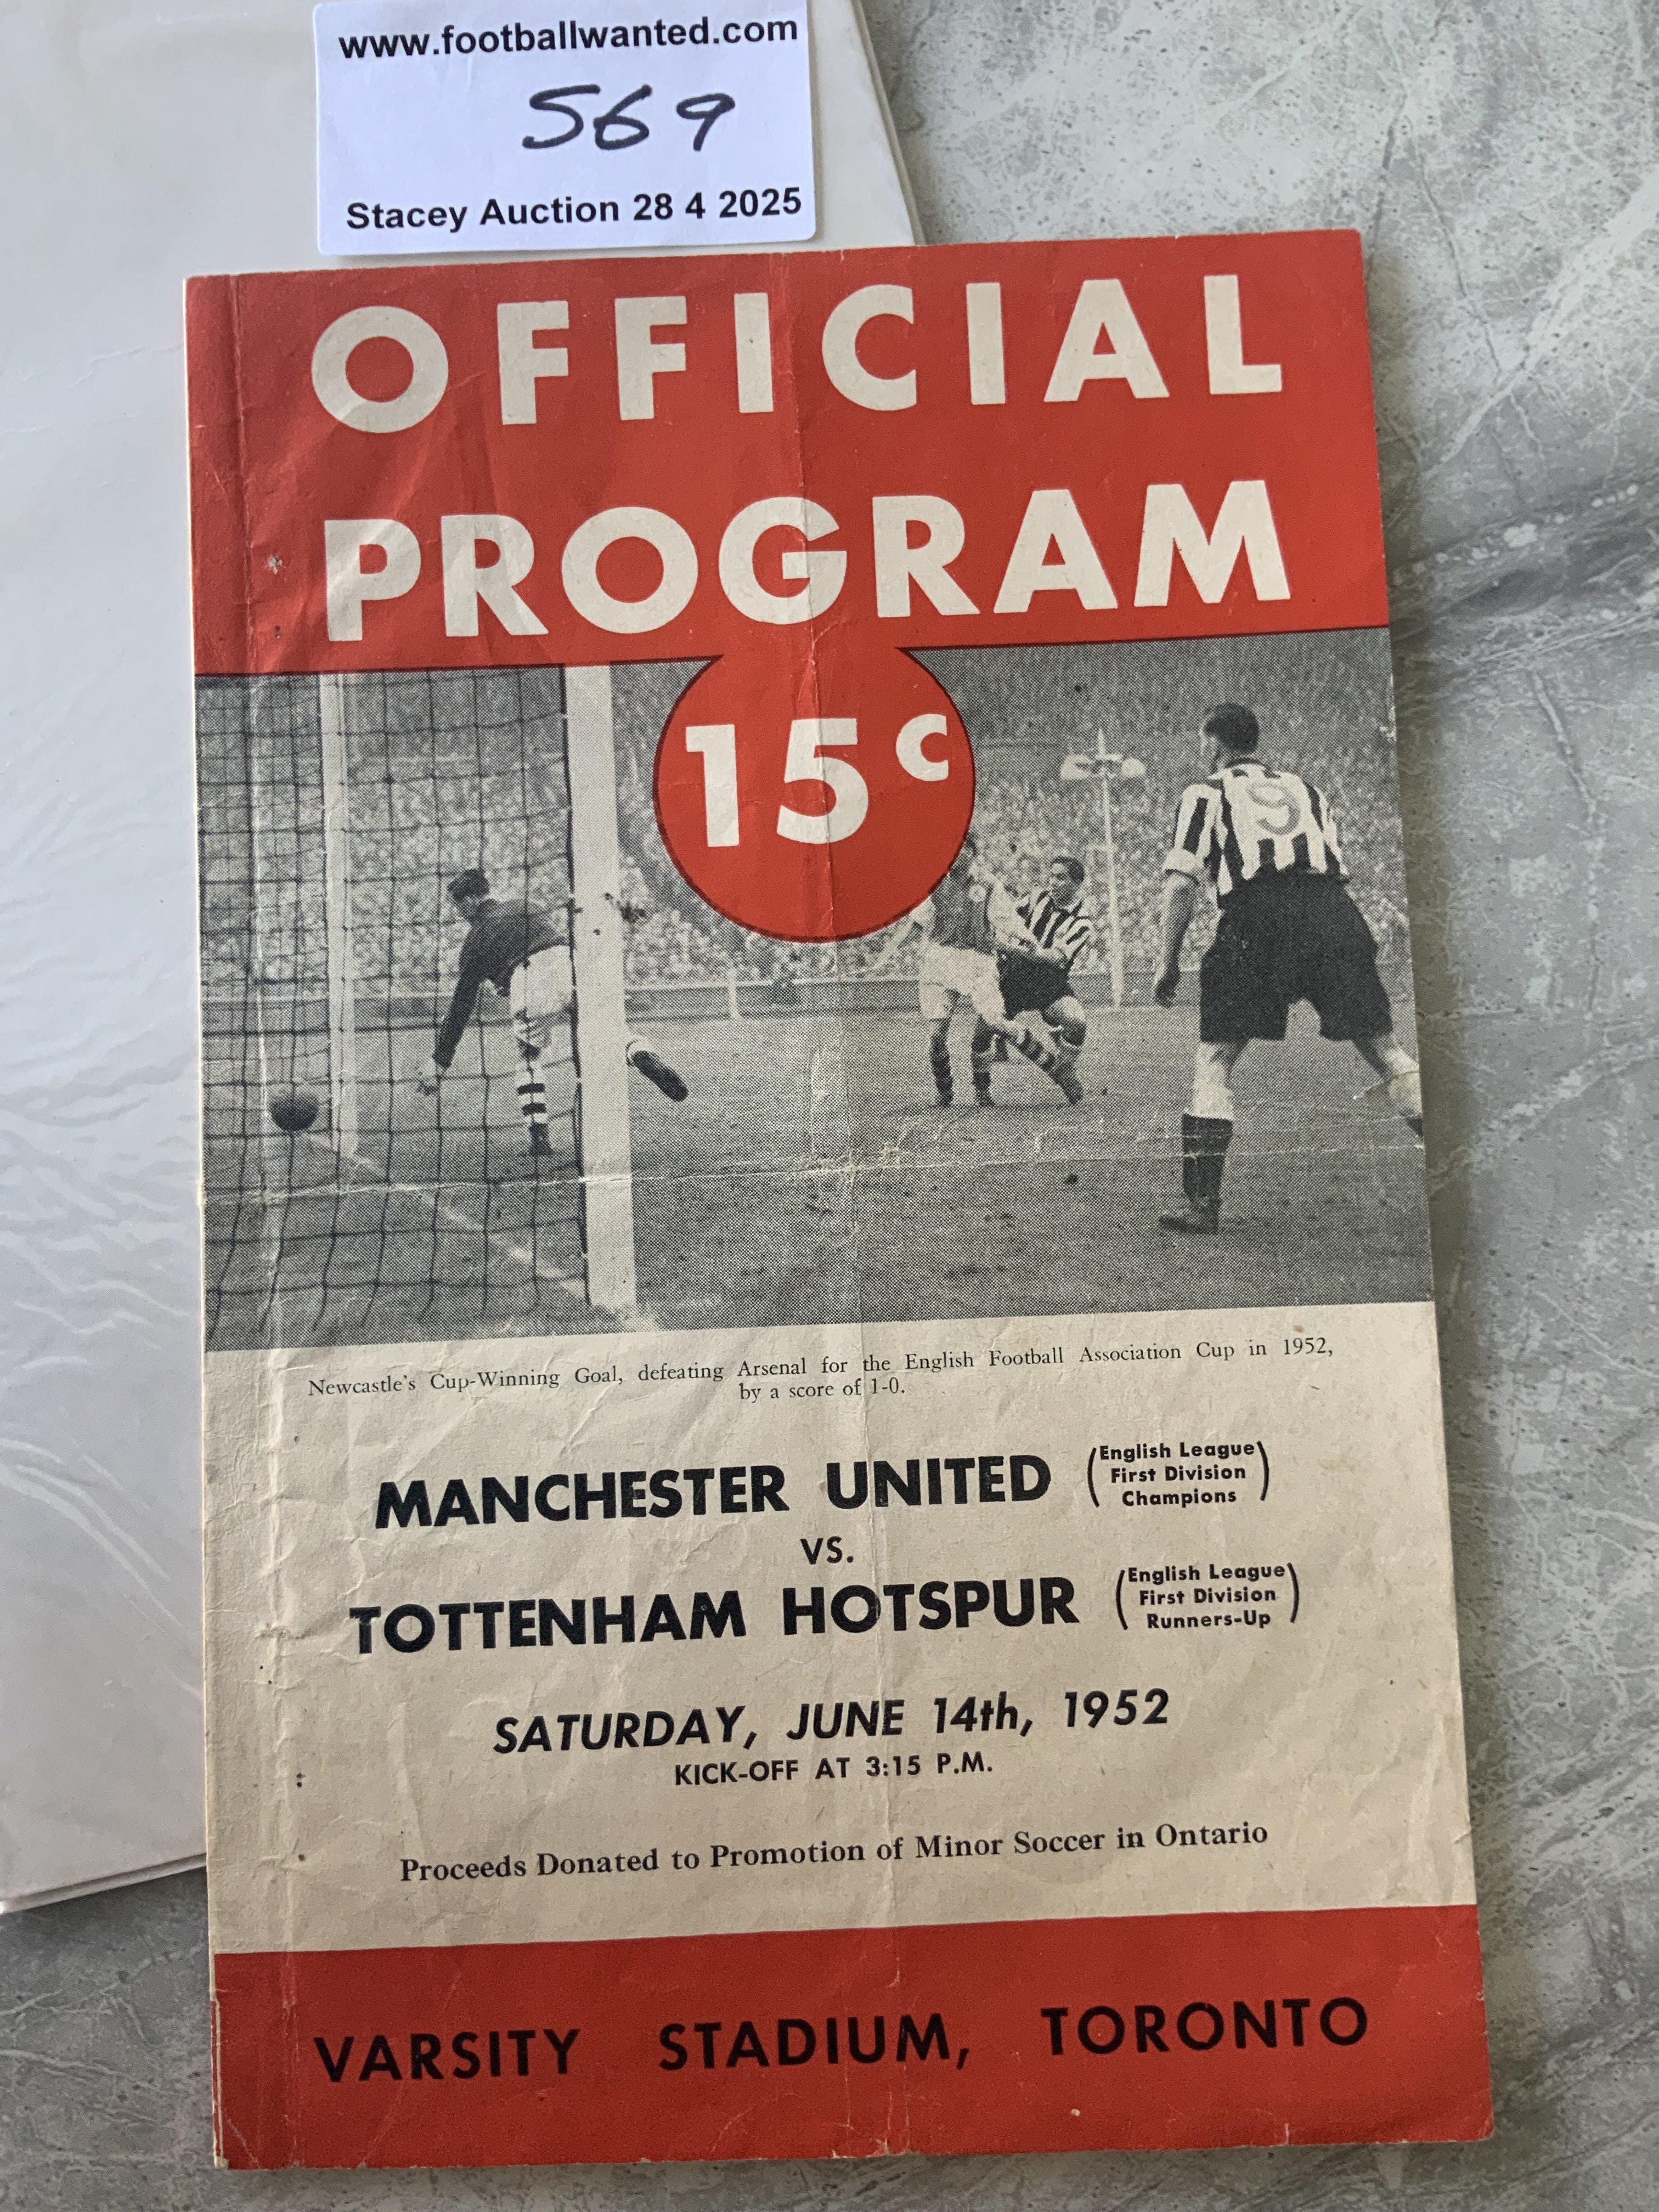 www.footballwanted.com
569
Stacey Auction 28 4 2025
OFFICIAL
PROGRAM
15c
9
Newcastle's Cup-Winning Goal, defeating Arsenal for the English Football Association Cup in 1952,
by a score of 1-0.
MANCHESTER UNITED (English League
First Division
Champions)
VS.
TOTTENHAM HOTSPUR (English League
First Division
Runners-Up)
SATURDAY, JUNE 14th, 1952
KICK-OFF AT 3:15 P.M.
Proceeds Donated to Promotion of Minor Soccer in Ontario
VARSITY STADIUM, TORONTO